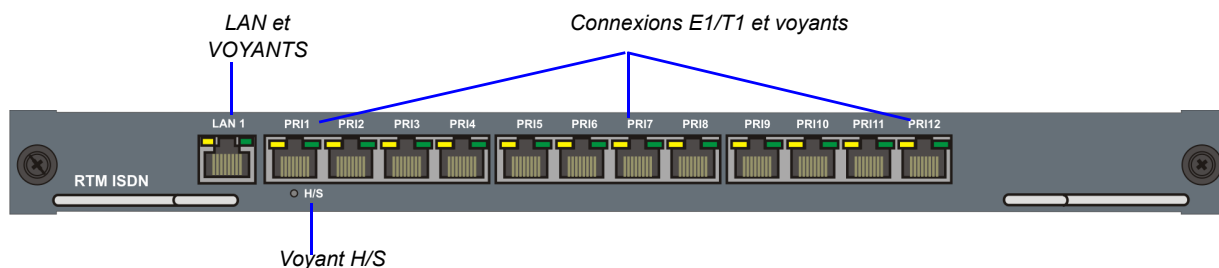 LAN et
VOYANTS
Connexions E1/T1 et voyants
LAN 1 PRI1 PRI2 PRI3 PRI4 PRI5 PRI6 PRI7 PRI8 PRI9 PRI10 PRI11 PRI12
RTM ISDN
H/S
Voyant H/S